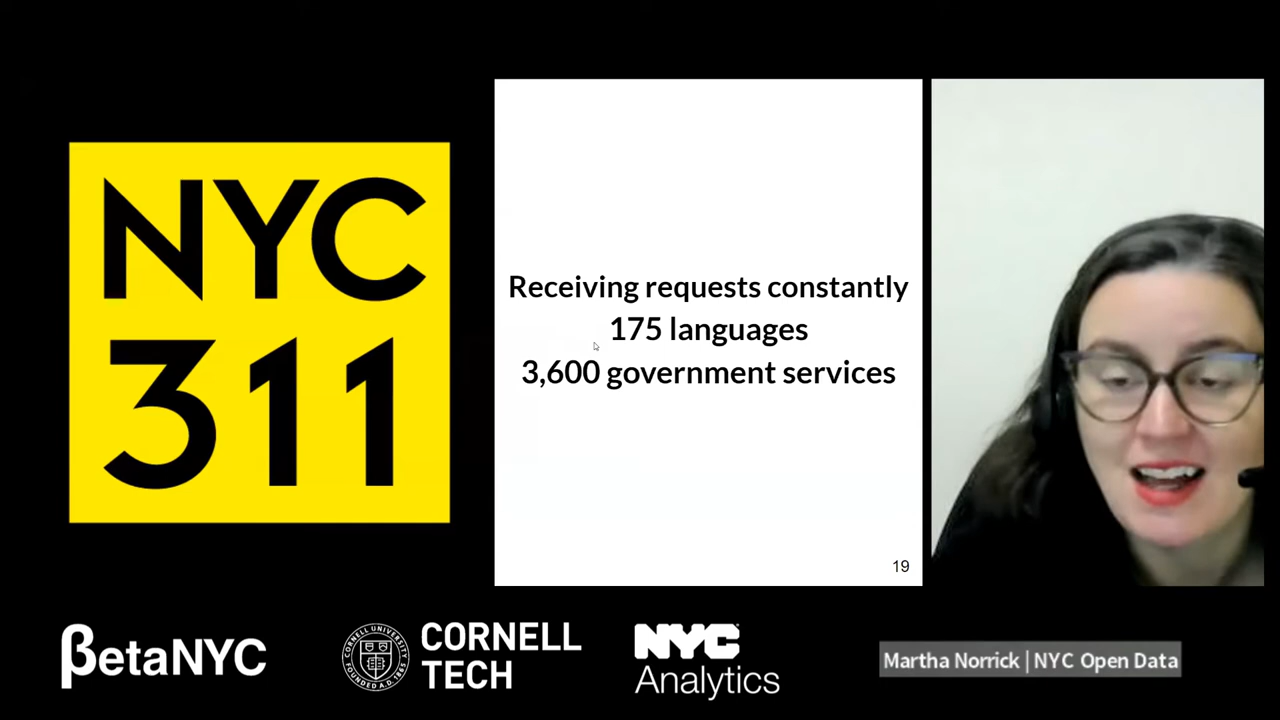 NYC
311
Receiving requests constantly
175 languages
3,600 government services
19
βetaNYC
CORNELL
TECH
NYC
Analytics
Martha Norrick | NYC Open Data